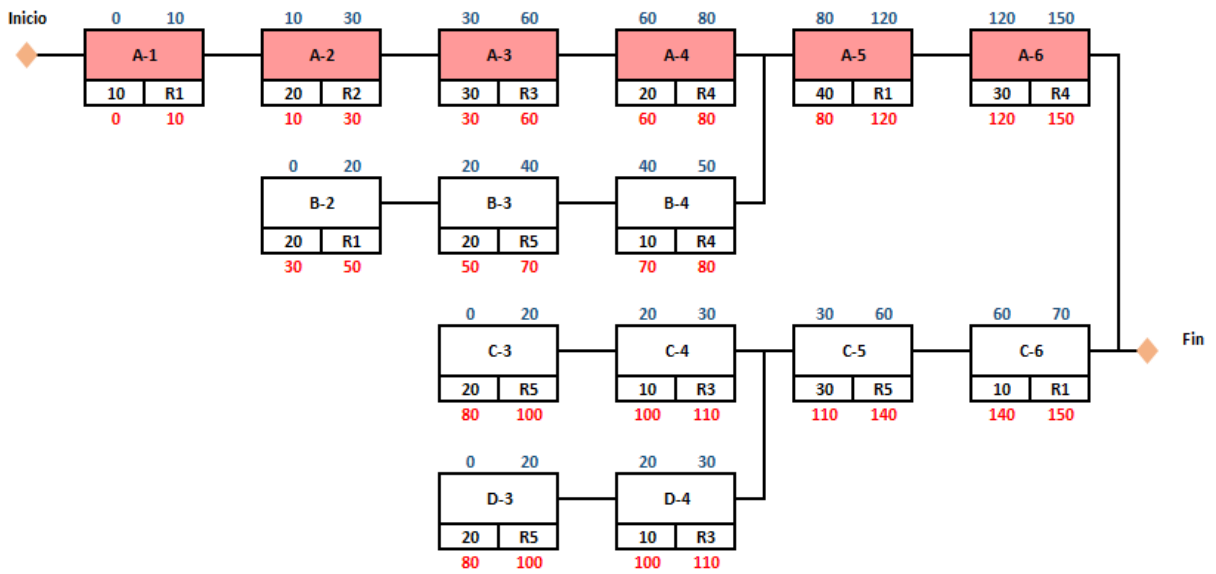 Inicio 0 10 10 30 30 60 60 80 80 120 120 150
A-1 A-2 A-3 A-4 A-5 A-6
10 R1 20 R2 30 R3 20 R4 40 R1 30 R4
0 10 10 30 30 60 60 80 80 120 120 150
0 20 20 40 40 50
B-2 B-3 B-4
20 R1 20 R5 10 R4
30 50 50 70 70 80
0 20 20 30 30 60 60 70
Fin
C-3 C-4 C-5 C-6
20 R5 10 R3 30 R5 10 R1
80 100 100 110 110 140 140 150
0 20 20 30
D-3 D-4
20 R5 10 R3
80 100 100 110